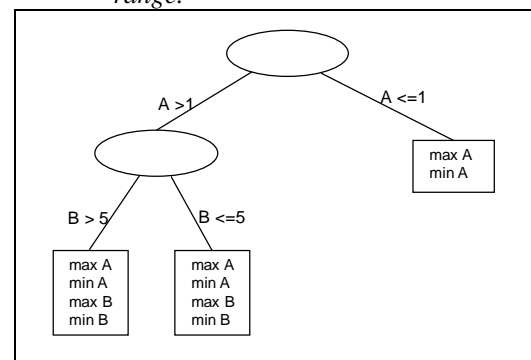 range.
A >1
A <=1
max A
min A
B > 5
B <=5
max A
min A
max B
min B
max A
min A
max B
min B